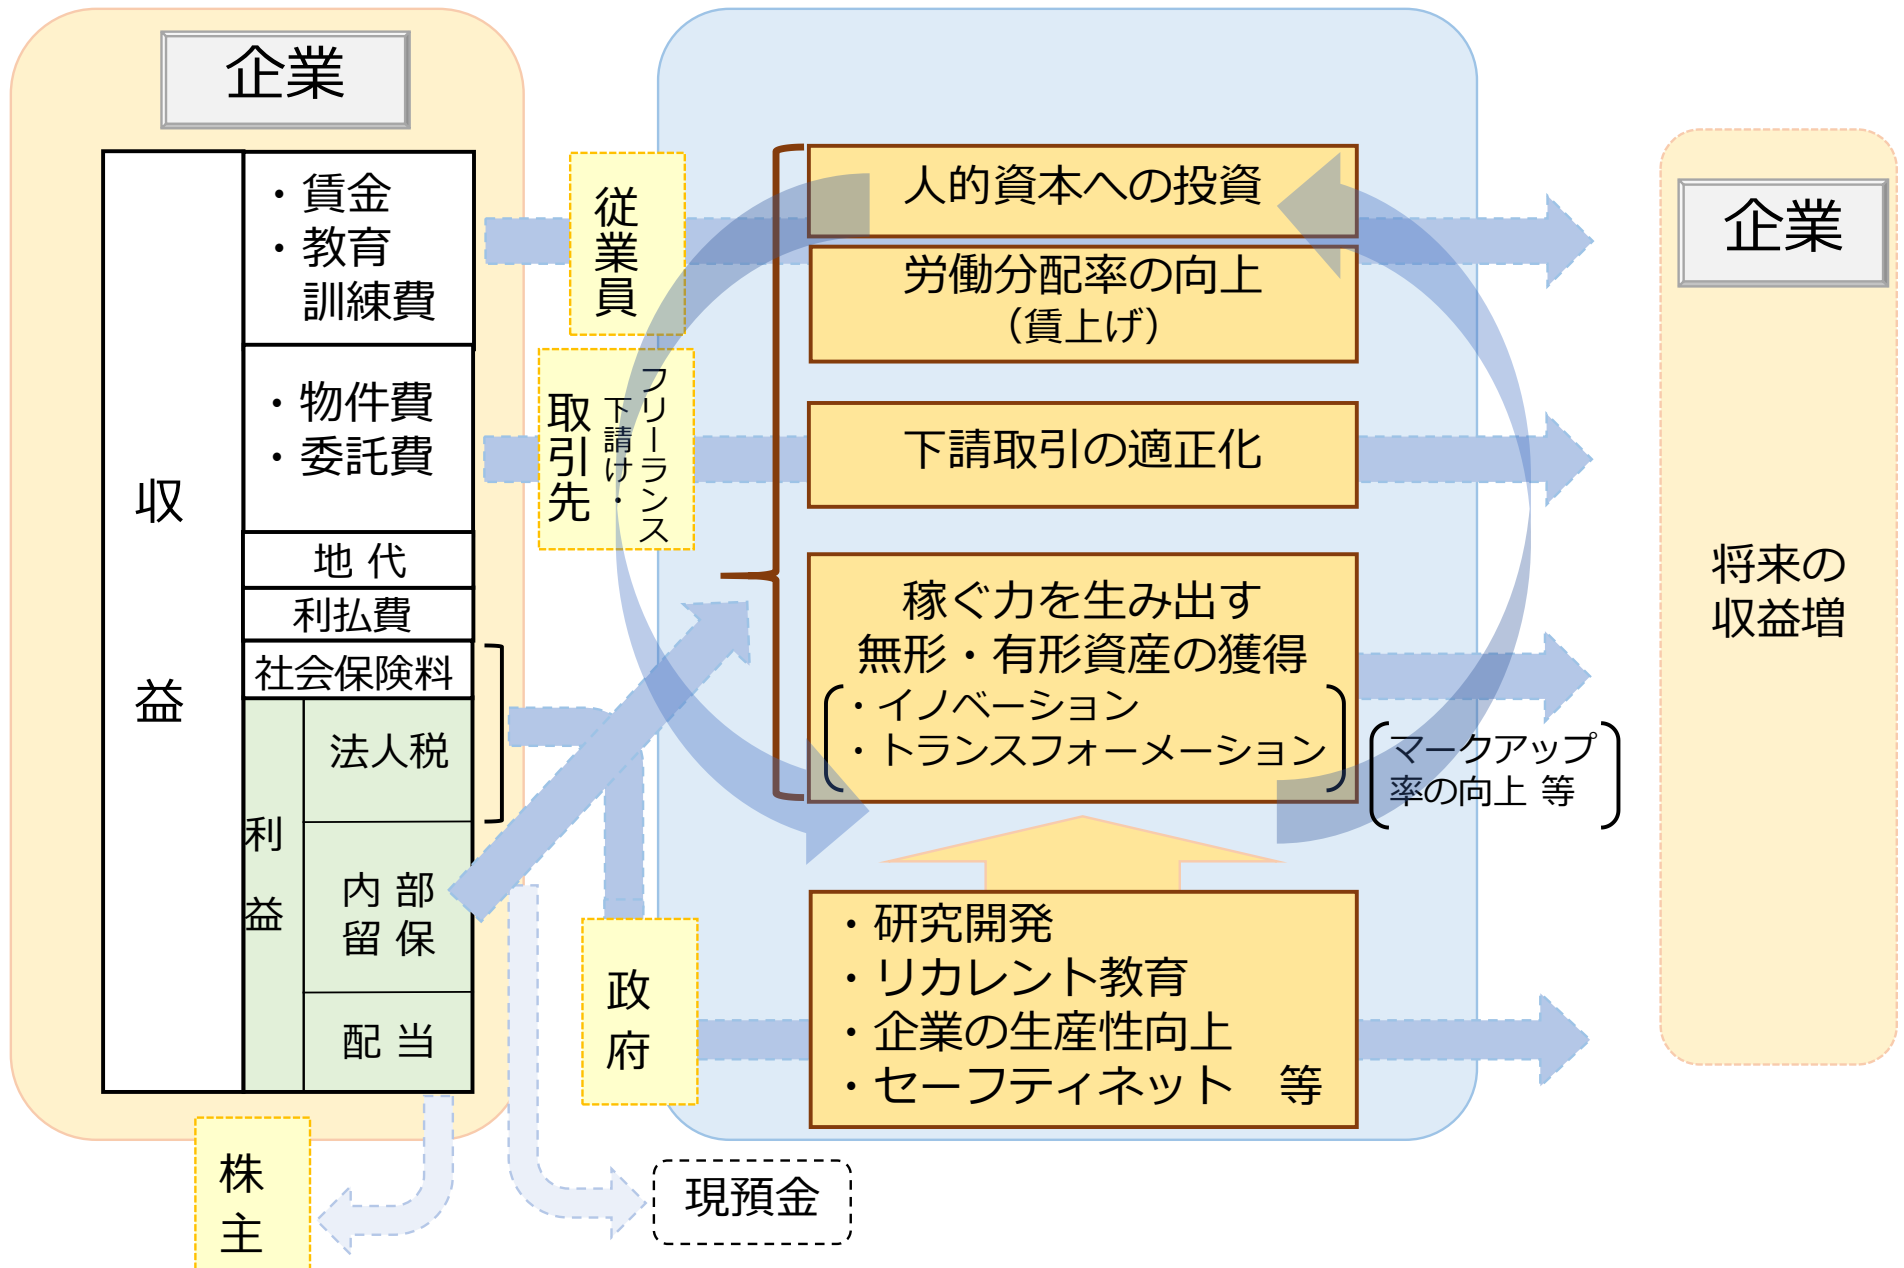 企業
収
益
・賃金
・教育
訓練費
・物件費
・委託費
地 代
利払費
社会保険料
利
益
法人税
内 部
留 保
配 当
株
主
従
業
員
取引先
下請け・
フリーランス
政
府
現預金
人的資本への投資
労働分配率の向上
（賃上げ）
下請取引の適正化
稼ぐ力を生み出す
無形・有形資産の獲得
・イノベーション
・トランスフォーメーション
マークアップ
率の向上 等
・研究開発
・リカレント教育
・企業の生産性向上
・セーフティネット　等
企業
将来の
収益増